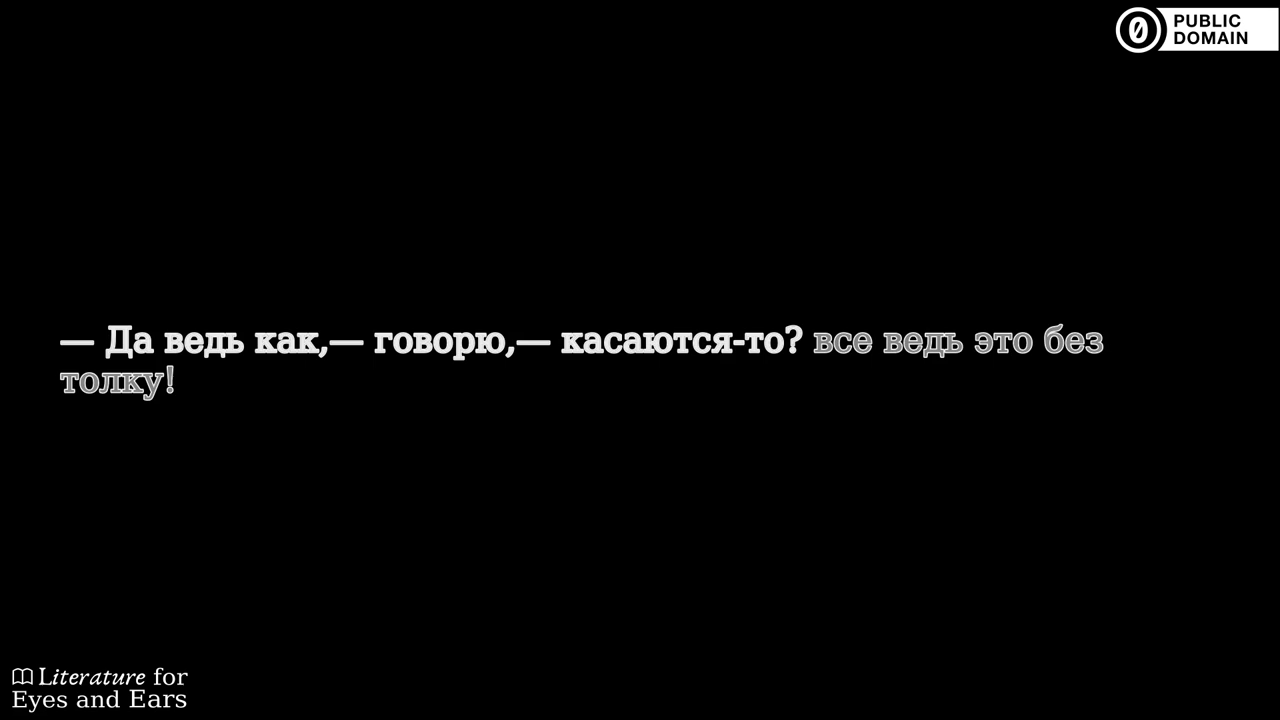 PUBLIC
DOMAIN
— Да ведь как,— говорю,— касаются-то? все ведь это без
толку!
Literature for
Eyes and Ears